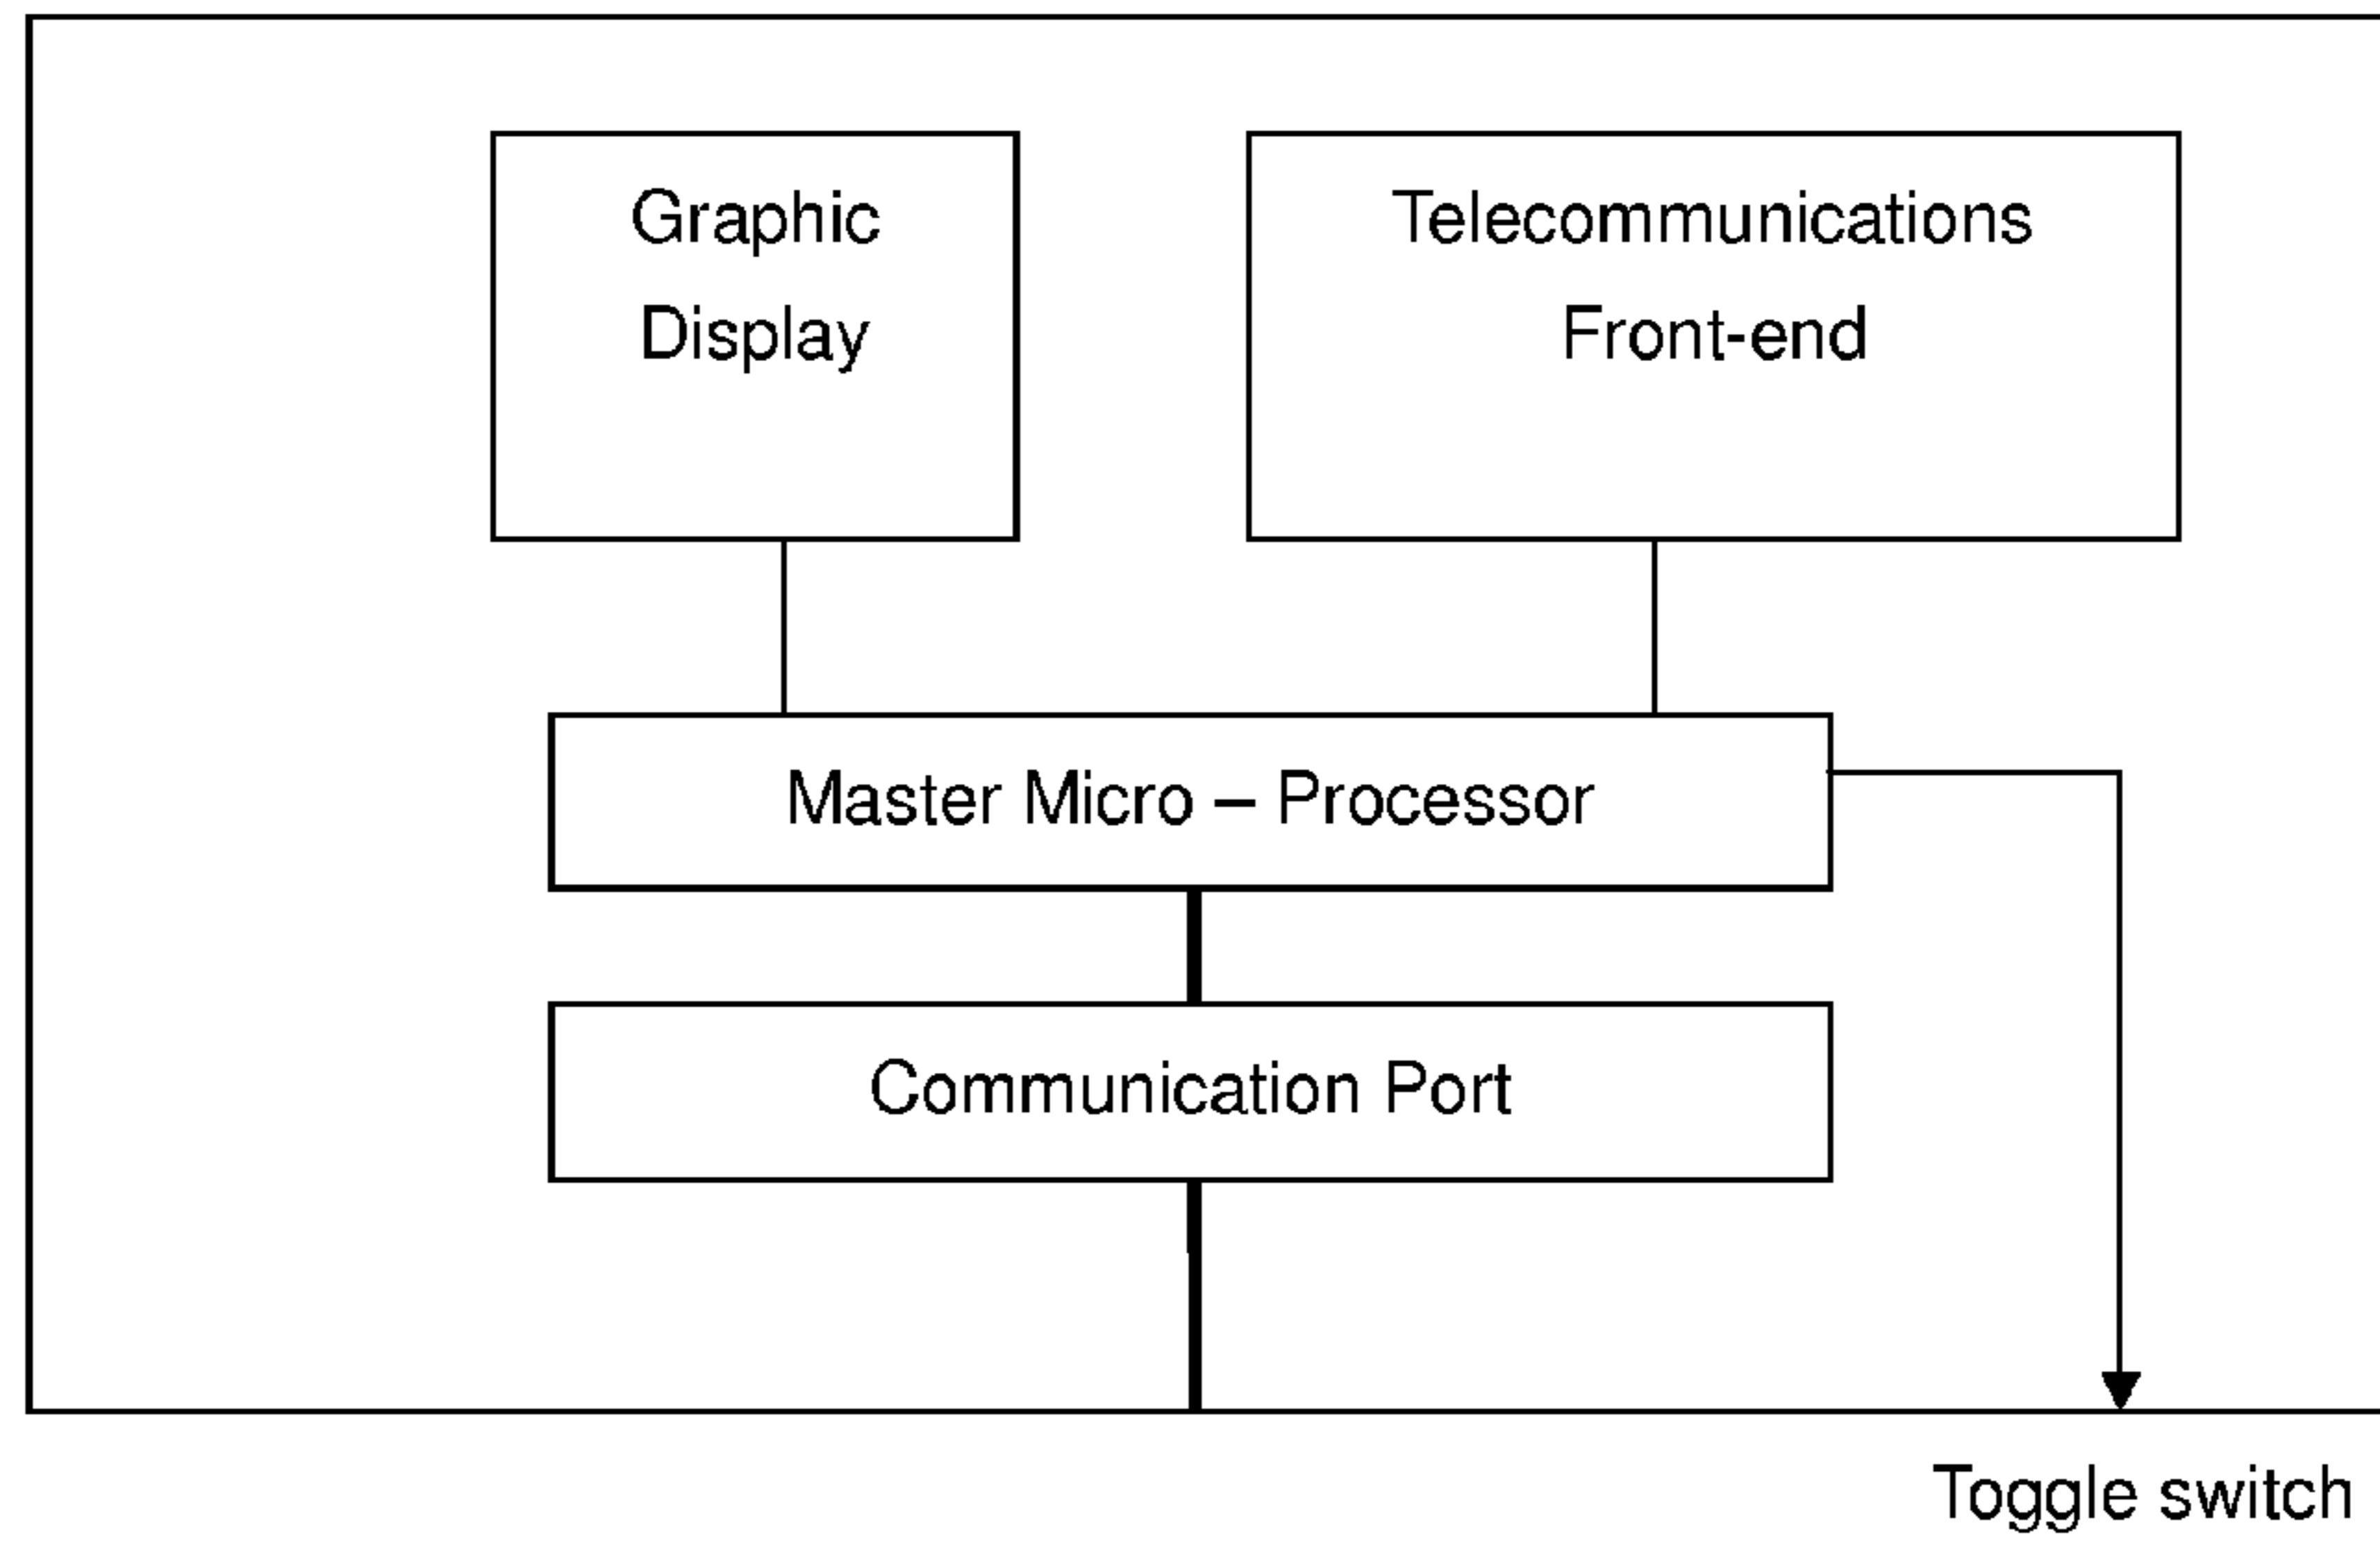 Graphic
Display
Telecommunications
Front-end
Master Micro – Processor
Communication Port
Toggle switch